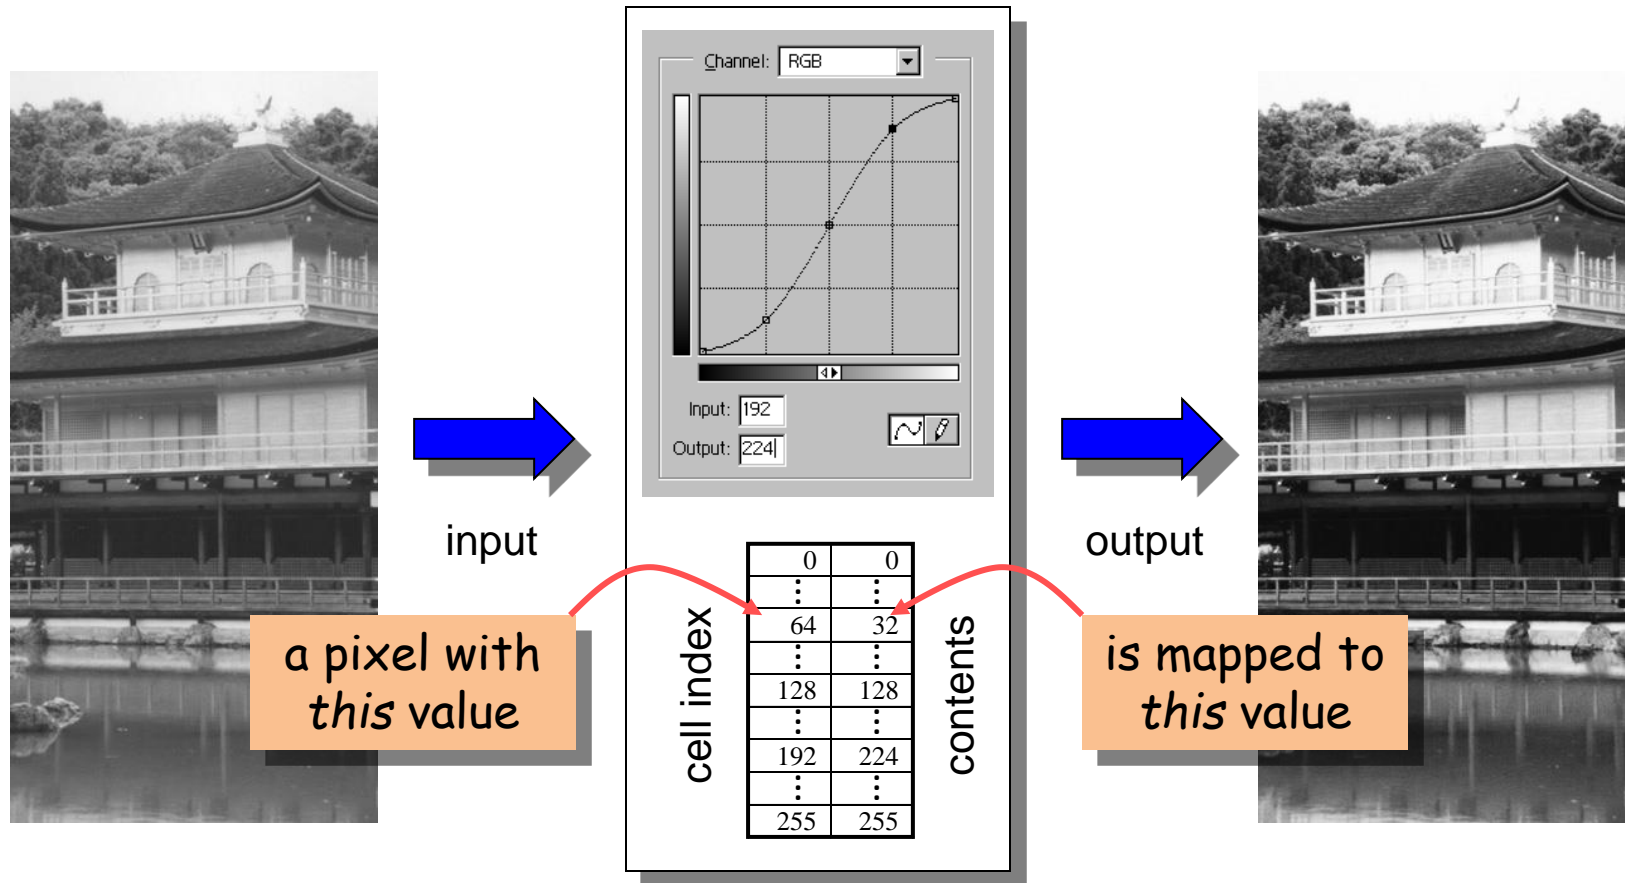 Channel: RGB
Input: 192
Output: 224
input
output
a pixel with
this value
is mapped to
this value
cell index
contents
0 0
⋮ ⋮
64 32
⋮ ⋮
128 128
⋮ ⋮
192 224
⋮ ⋮
255 255